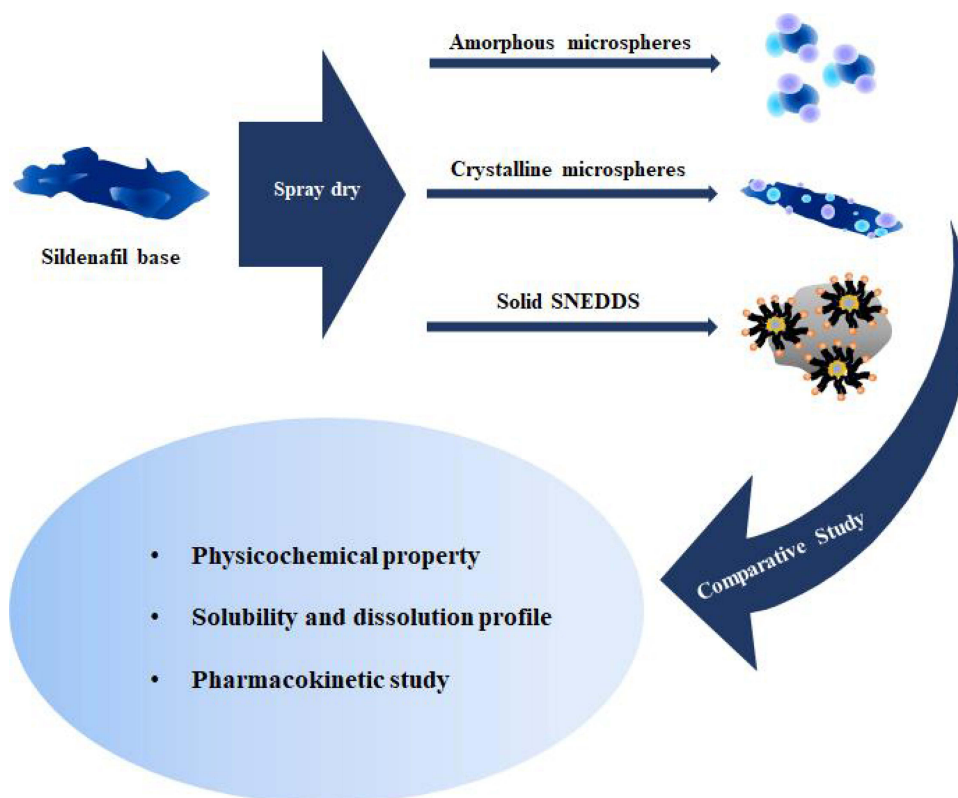 Amorphous microspheres
Sildenafil base
Spray dry
Crystalline microspheres
Solid SNEDDS
Comparative Study
• Physicochemical property
• Solubility and dissolution profile
• Pharmacokinetic study